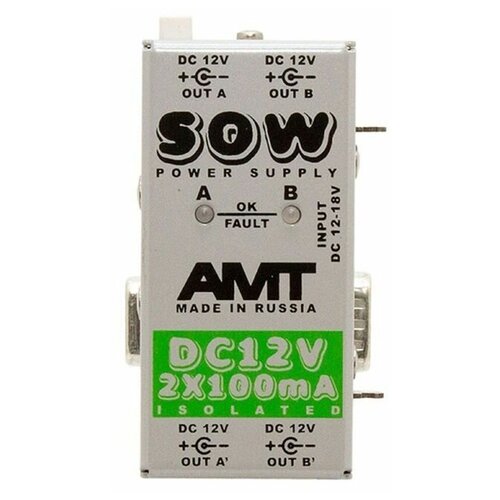 DC 12V DC 12V
+ - + -
OUT A OUT B
SOW
POWER SUPPLY
A B
OK
FAULT
INPUT
DC 12-18V
AMT
MADE IN RUSSIA
DC12V
2X100mA
ISOLATED
DC 12V DC 12V
+ - + -
OUT A' OUT B'